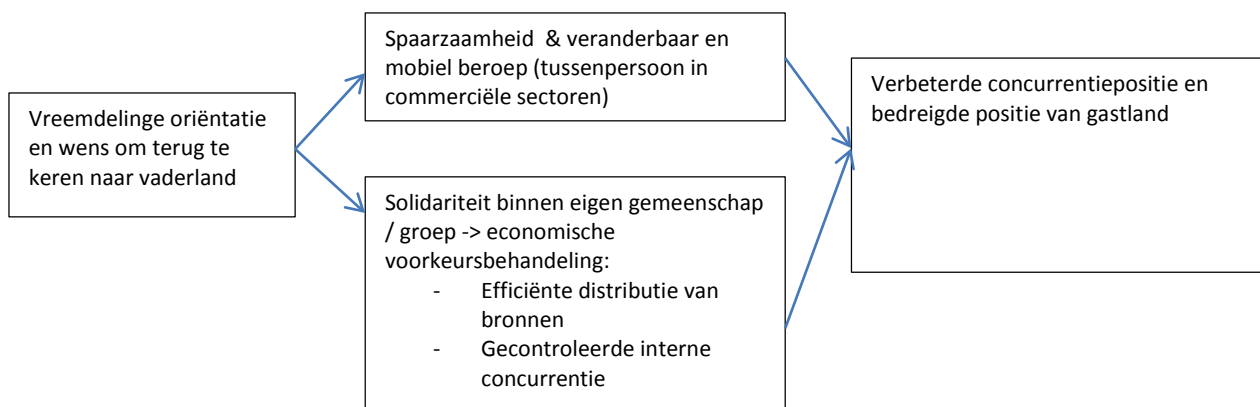 Vreemdelinge oriëntatie
en wens om terug te
keren naar vaderland
Spaarzaamheid & veranderbaar en
mobiel beroep (tussenpersoon in
commerciële sectoren)
Solidariteit binnen eigen gemeenschap
/ groep -> economische
voorkeursbehandeling:
- Efficiënte distributie van
bronnen
- Gecontroleerde interne
concurrentie
Verbeterde concurrentiepositie en
bedreigde positie van gastland